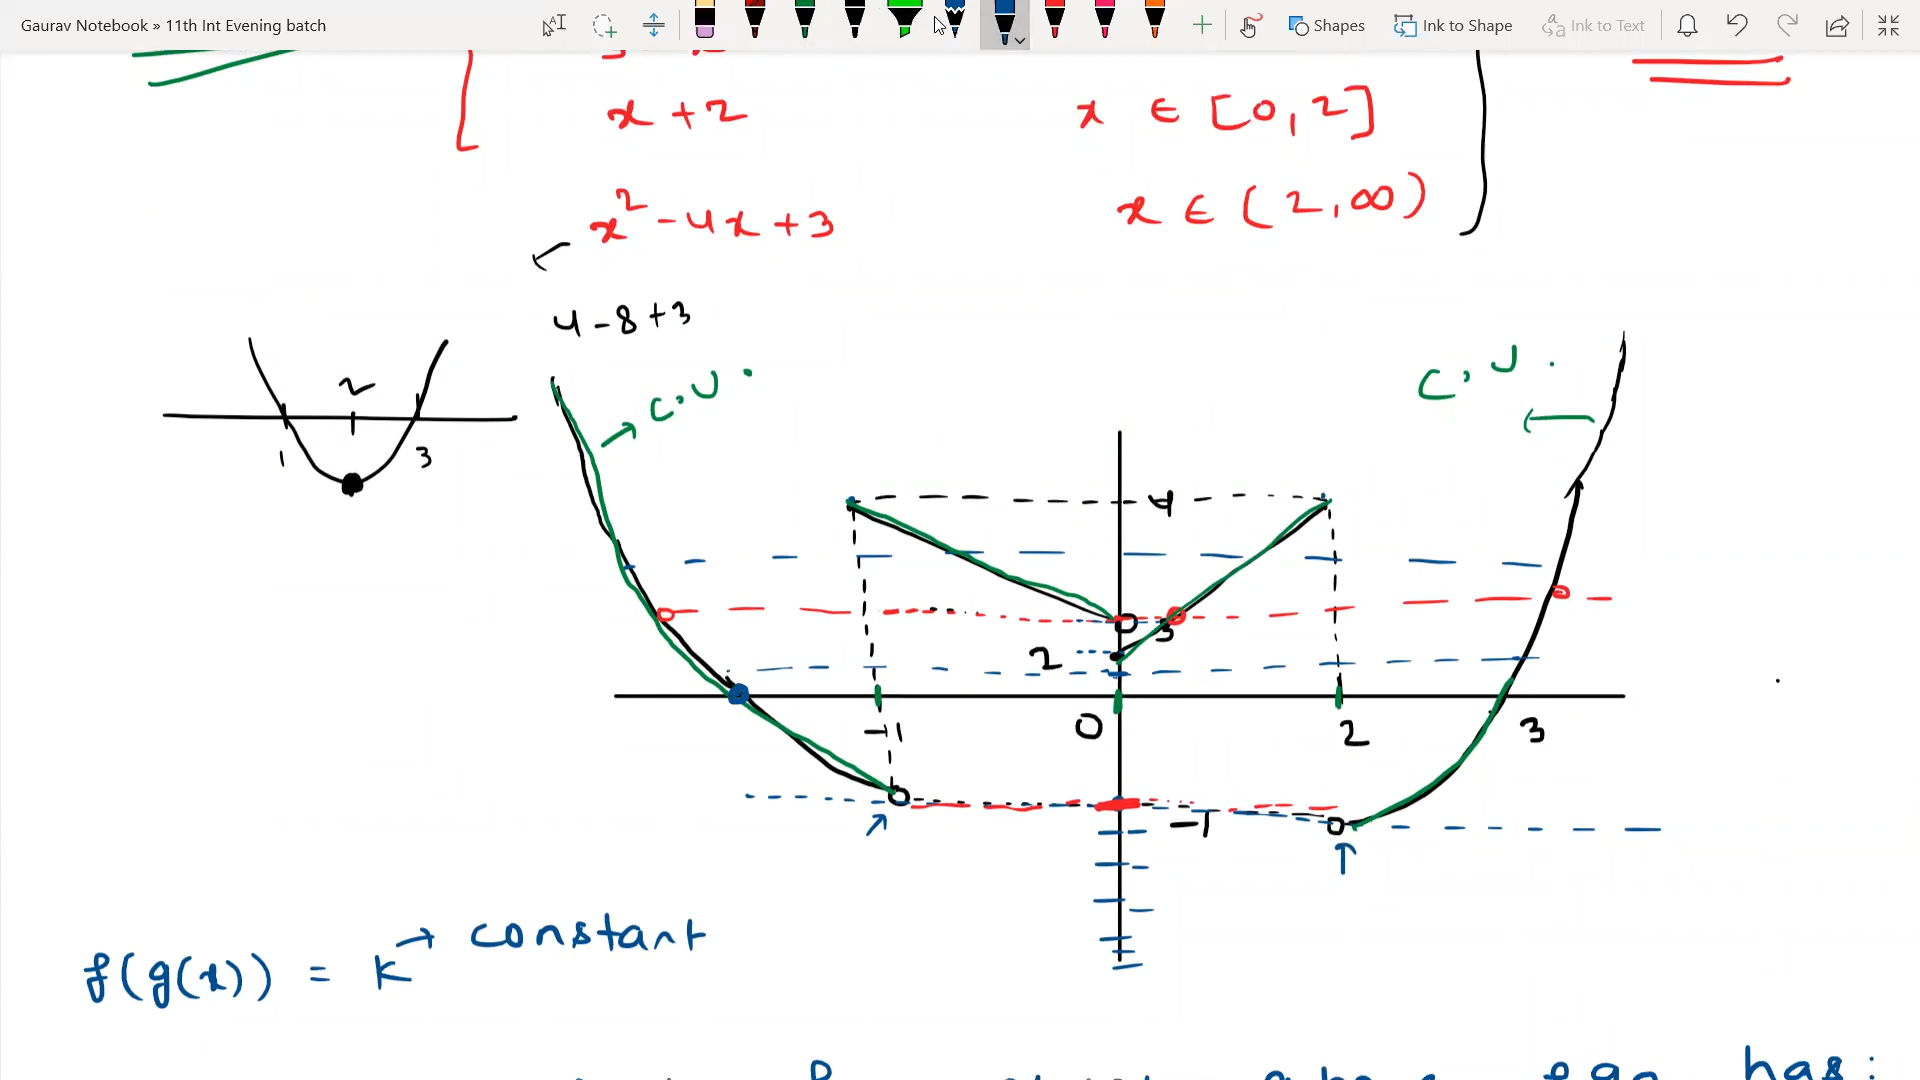 Gaurav Notebook » 11th Int Evening batch
Shapes Ink to Shape Ink to Text
x + 2 x ∈ [0, 2]
x² - 4x + 3 x ∈ (2, ∞)
4 - 8 + 3
C.U. C.U.
2
1 3
4
3
2
-1 0 2 3
-1
f(g(x)) = K → constant
has: